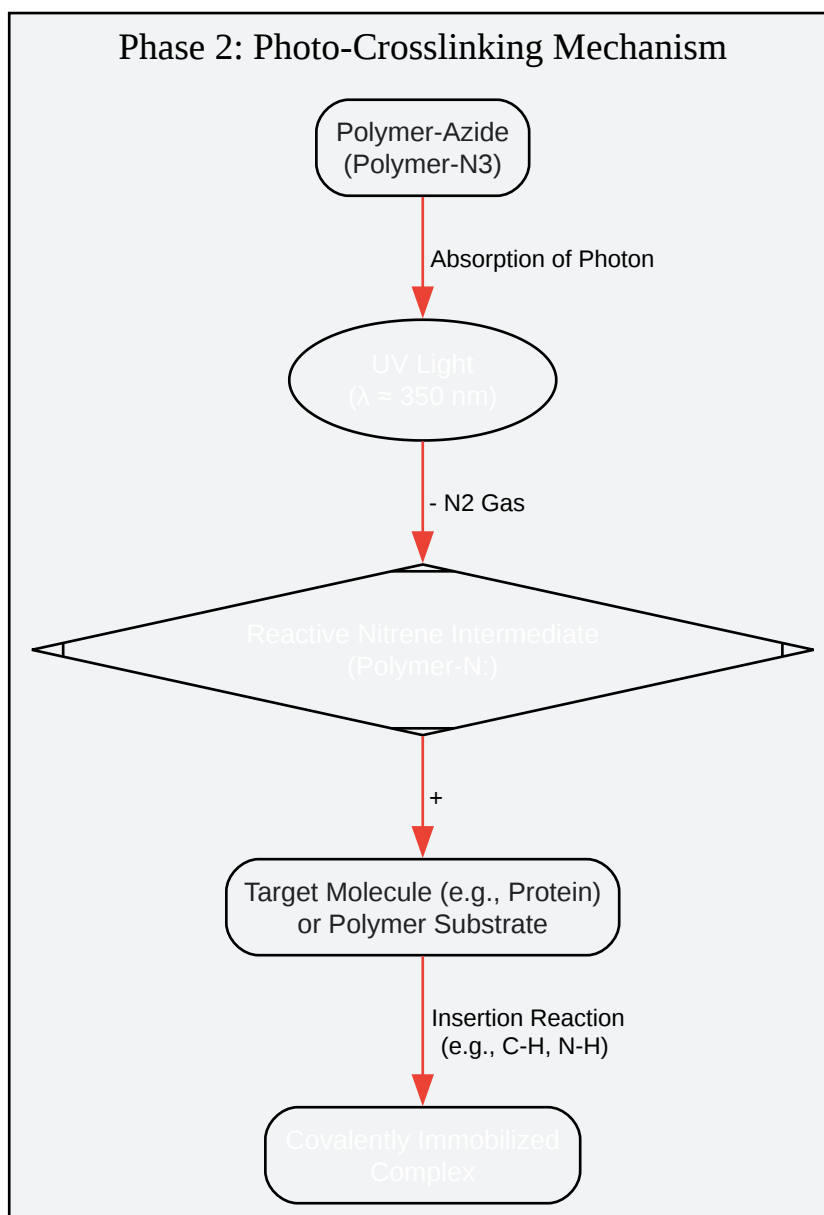 Phase 2: Photo-Crosslinking Mechanism
Polymer-Azide
(Polymer-N3)
Absorption of Photon
UV Light
(λ ≈ 350 nm)
- N2 Gas
Reactive Nitrene Intermediate
(Polymer-N:)
+
Target Molecule (e.g., Protein)
or Polymer Substrate
Insertion Reaction
(e.g., C-H, N-H)
Covalently Immobilized
Complex